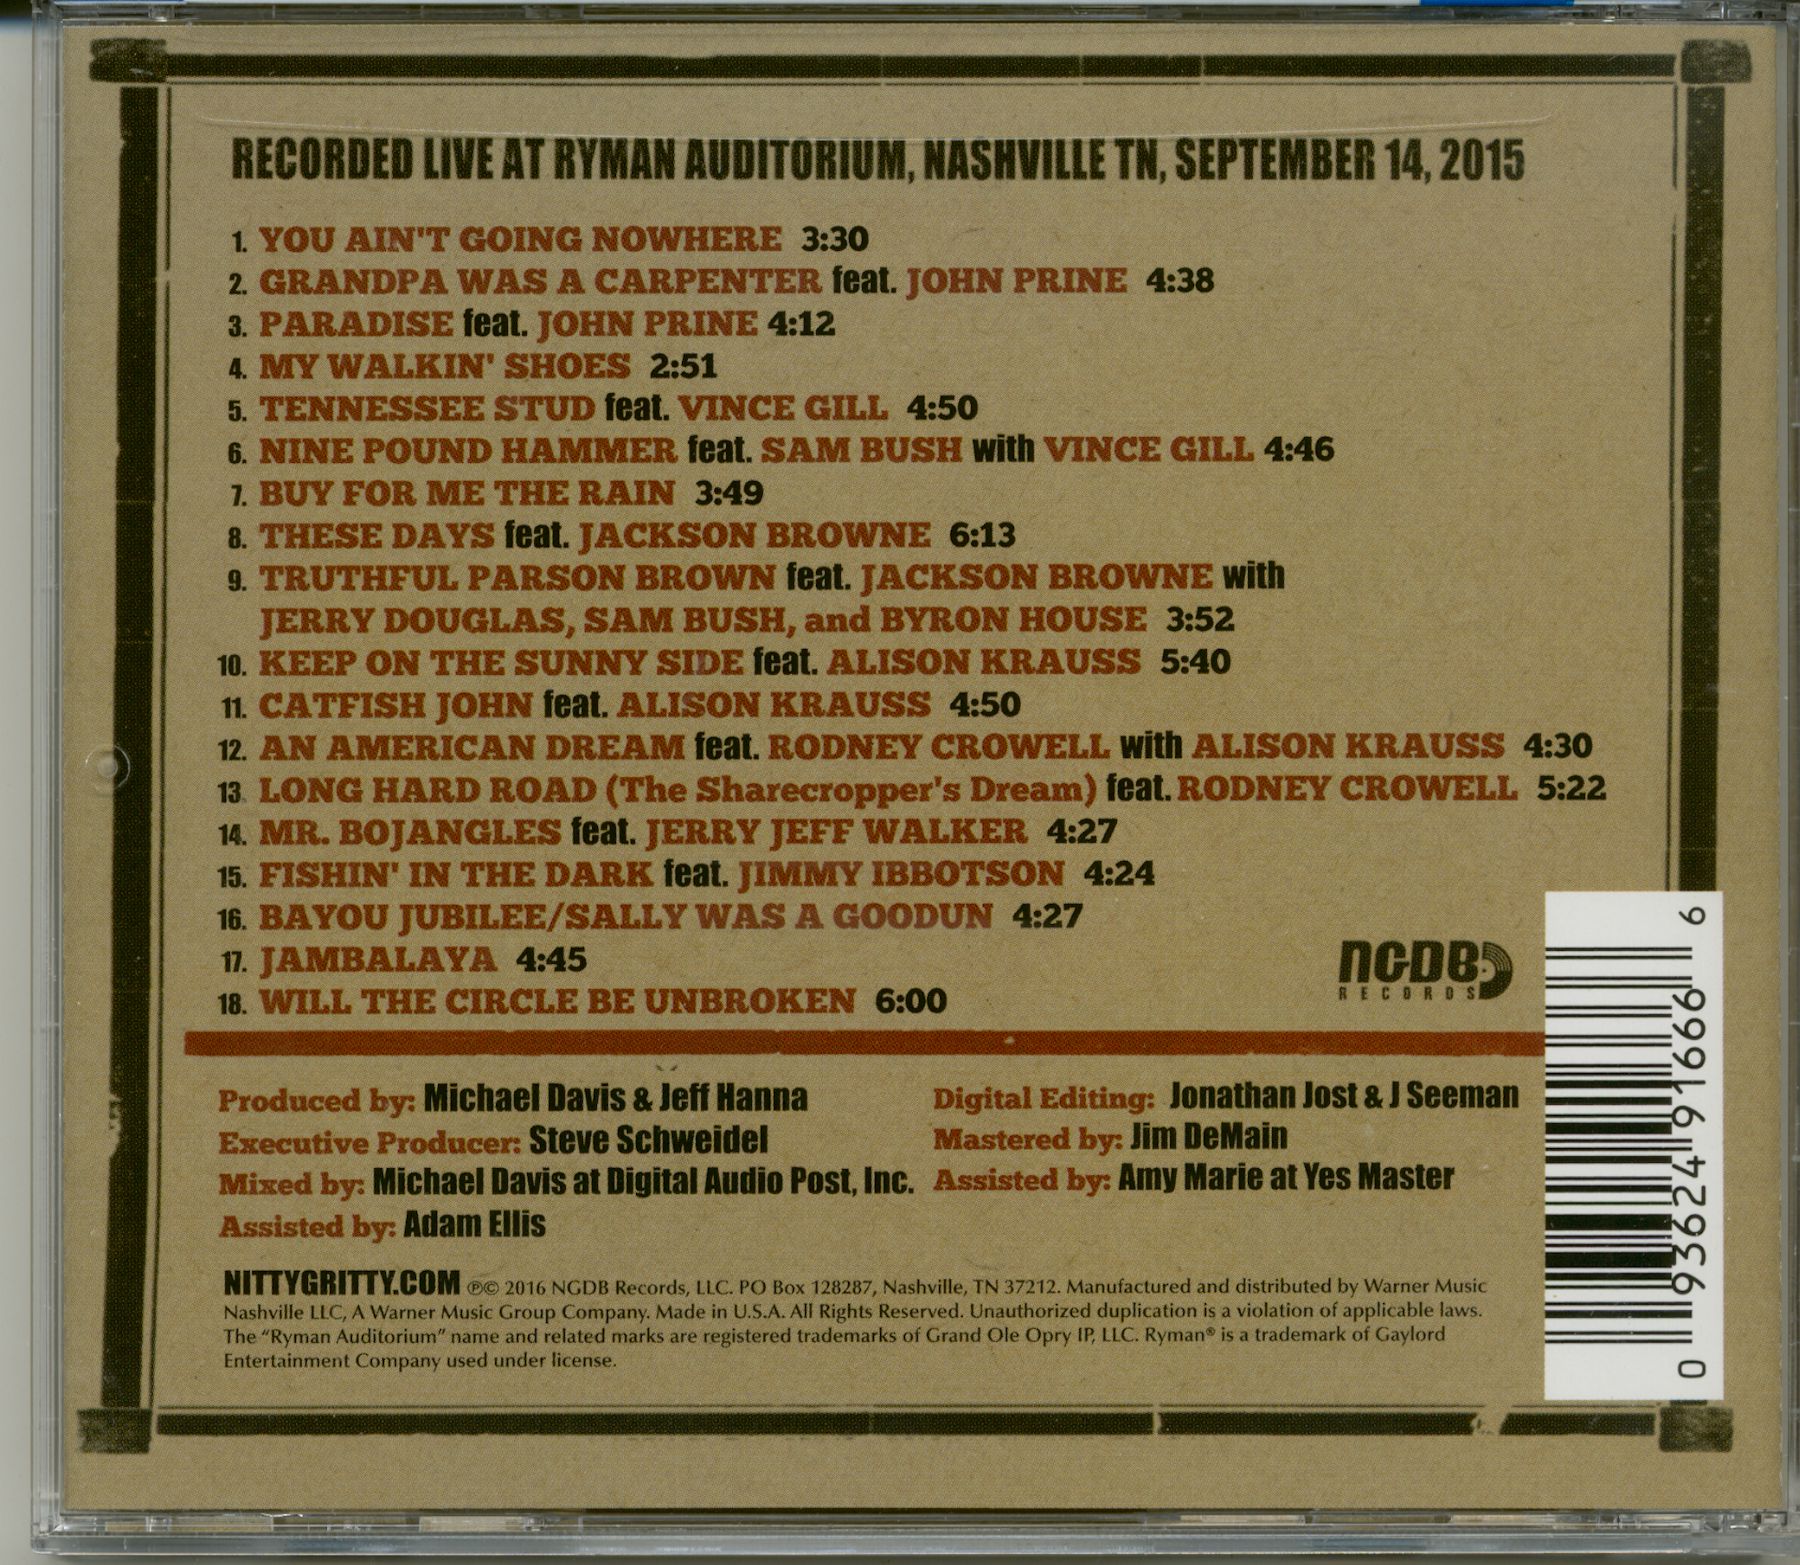 RECORDED LIVE AT RYMAN AUDITORIUM, NASHVILLE TN, SEPTEMBER 14, 2015
1. YOU AIN'T GOING NOWHERE 3:30
2. GRANDPA WAS A CARPENTER feat. JOHN PRINE 4:38
3. PARADISE feat. JOHN PRINE 4:12
4. MY WALKIN' SHOES 2:51
5. TENNESSEE STUD feat. VINCE GILL 4:50
6. NINE POUND HAMMER feat. SAM BUSH with VINCE GILL 4:46
7. BUY FOR ME THE RAIN 3:49
8. THESE DAYS feat. JACKSON BROWNE 6:13
9. TRUTHFUL PARSON BROWN feat. JACKSON BROWNE with
JERRY DOUGLAS, SAM BUSH, and BYRON HOUSE 3:52
10. KEEP ON THE SUNNY SIDE feat. ALISON KRAUSS 5:40
11. CATFISH JOHN feat. ALISON KRAUSS 4:50
12. AN AMERICAN DREAM feat. RODNEY CROWELL with ALISON KRAUSS 4:30
13. LONG HARD ROAD (The Sharecropper's Dream) feat. RODNEY CROWELL 5:22
14. MR. BOJANGLES feat. JERRY JEFF WALKER 4:27
15. FISHIN' IN THE DARK feat. JIMMY IBBOTSON 4:24
16. BAYOU JUBILEE/SALLY WAS A GOODUN 4:27
17. JAMBALAYA 4:45
18. WILL THE CIRCLE BE UNBROKEN 6:00
NGDB
RECORDS
Produced by: Michael Davis & Jeff Hanna
Executive Producer: Steve Schweidel
Mixed by: Michael Davis at Digital Audio Post, Inc.
Assisted by: Adam Ellis
Digital Editing: Jonathan Jost & J Seeman
Mastered by: Jim DeMain
Assisted by: Amy Marie at Yes Master
NITTYGRITTY.COM ℗© 2016 NGDB Records, LLC. PO Box 128287, Nashville, TN 37212. Manufactured and distributed by Warner Music
Nashville LLC, A Warner Music Group Company. Made in U.S.A. All Rights Reserved. Unauthorized duplication is a violation of applicable laws.
The “Ryman Auditorium” name and related marks are registered trademarks of Grand Ole Opry IP, LLC. Ryman® is a trademark of Gaylord
Entertainment Company used under license.
0 93624 91666 6